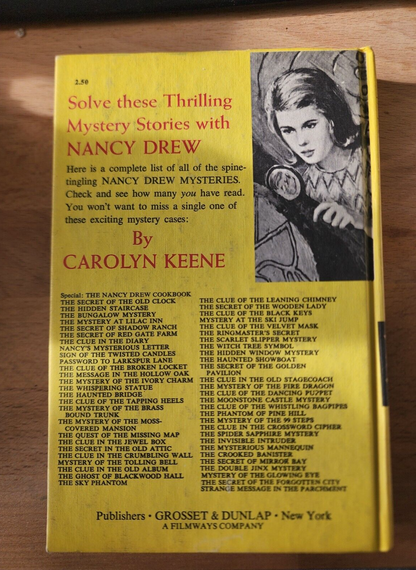 2.50
Solve these Thrilling
Mystery Stories with
NANCY DREW
Here is a complete list of all of the spine-
tingling NANCY DREW MYSTERIES.
Check and see how many you have read.
You won't want to miss a single one of
these exciting mystery cases:
By
CAROLYN KEENE
Special: THE NANCY DREW COOKBOOK
THE SECRET OF THE OLD CLOCK
THE HIDDEN STAIRCASE
THE BUNGALOW MYSTERY
THE MYSTERY AT LILAC INN
THE SECRET OF SHADOW RANCH
THE SECRET OF RED GATE FARM
THE CLUE IN THE DIARY
NANCY'S MYSTERIOUS LETTER
SIGN OF THE TWISTED CANDLES
PASSWORD TO LARKSPUR LANE
THE CLUE OF THE BROKEN LOCKET
THE MESSAGE IN THE HOLLOW OAK
THE MYSTERY OF THE IVORY CHARM
THE WHISPERING STATUE
THE HAUNTED BRIDGE
THE CLUE OF THE TAPPING HEELS
THE MYSTERY OF THE BRASS
BOUND TRUNK
THE MYSTERY OF THE MOSS-
COVERED MANSION
THE QUEST OF THE MISSING MAP
THE CLUE IN THE JEWEL BOX
THE SECRET IN THE OLD ATTIC
THE CLUE IN THE CRUMBLING WALL
MYSTERY OF THE TOLLING BELL
THE CLUE IN THE OLD ALBUM
THE GHOST OF BLACKWOOD HALL
THE SKY PHANTOM
THE CLUE OF THE LEANING CHIMNEY
THE SECRET OF THE WOODEN LADY
THE CLUE OF THE BLACK KEYS
MYSTERY AT THE SKI JUMP
THE CLUE OF THE VELVET MASK
THE RINGMASTER'S SECRET
THE SCARLET SLIPPER MYSTERY
THE WITCH TREE SYMBOL
THE HIDDEN WINDOW MYSTERY
THE HAUNTED SHOWBOAT
THE SECRET OF THE GOLDEN
PAVILION
THE CLUE IN THE OLD STAGECOACH
THE MYSTERY OF THE FIRE DRAGON
THE CLUE OF THE DANCING PUPPET
THE MOONSTONE CASTLE MYSTERY
THE CLUE OF THE WHISTLING BAGPIPES
THE PHANTOM OF PINE HILL
THE MYSTERY OF THE 99 STEPS
THE CLUE IN THE CROSSWORD CIPHER
THE SPIDER SAPPHIRE MYSTERY
THE INVISIBLE INTRUDER
THE MYSTERIOUS MANNEQUIN
THE CROOKED BANISTER
THE SECRET OF MIRROR BAY
THE DOUBLE JINX MYSTERY
MYSTERY OF THE GLOWING EYE
THE SECRET OF THE FORGOTTEN CITY
STRANGE MESSAGE IN THE PARCHMENT
Publishers • GROSSET & DUNLAP • New York
A FILMWAYS COMPANY